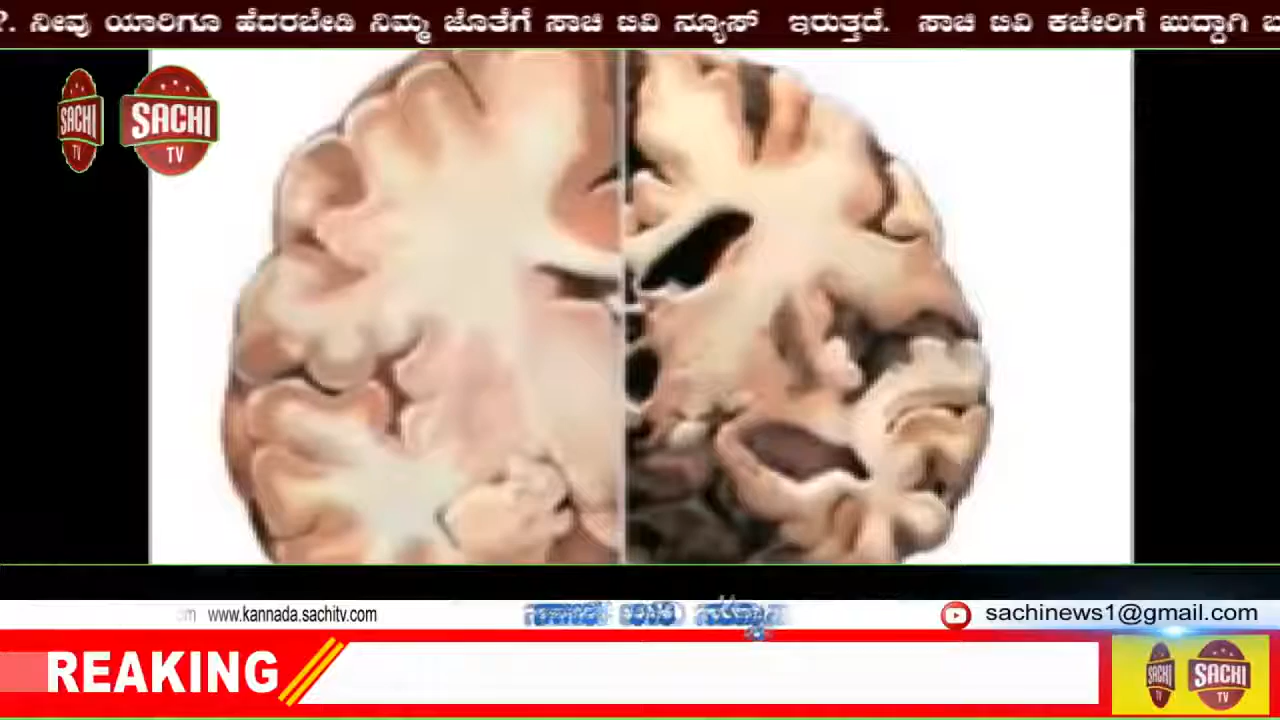 ?. ನೀವು ಯಾರಿಗೂ ಹೆದರಬೇಡಿ ನಿಮ್ಮ ಜೊತೆಗೆ ಸಾಚಿ ಟಿವಿ ನ್ಯೂಸ್ ಇರುತ್ತದೆ. ಸಾಚಿ ಟಿವಿ ಕಚೇರಿಗೆ ಖುದ್ದಾಗಿ
SACHI
TV
SACHI
TV
www.kannada.sachitv.com
sachinews1@gmail.com
REAKING
SACHI
TV
SACHI
TV